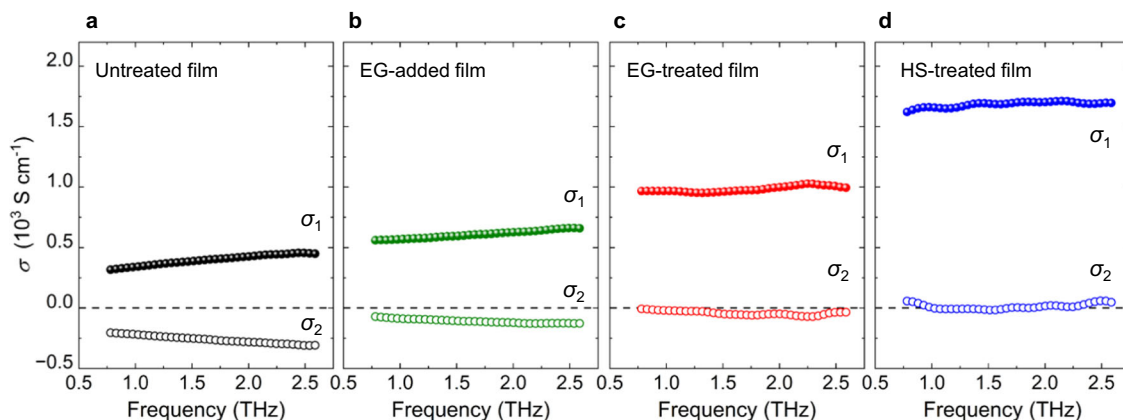 a
b
c
d
Untreated film
EG-added film
EG-treated film
HS-treated film
σ (10³ S cm⁻¹)
2.0
1.5
1.0
0.5
0.0
−0.5
σ₁
σ₂
σ₁
σ₂
σ₁
σ₂
σ₁
σ₂
0.5 1.0 1.5 2.0 2.5
0.5 1.0 1.5 2.0 2.5
0.5 1.0 1.5 2.0 2.5
0.5 1.0 1.5 2.0 2.5
Frequency (THz)
Frequency (THz)
Frequency (THz)
Frequency (THz)